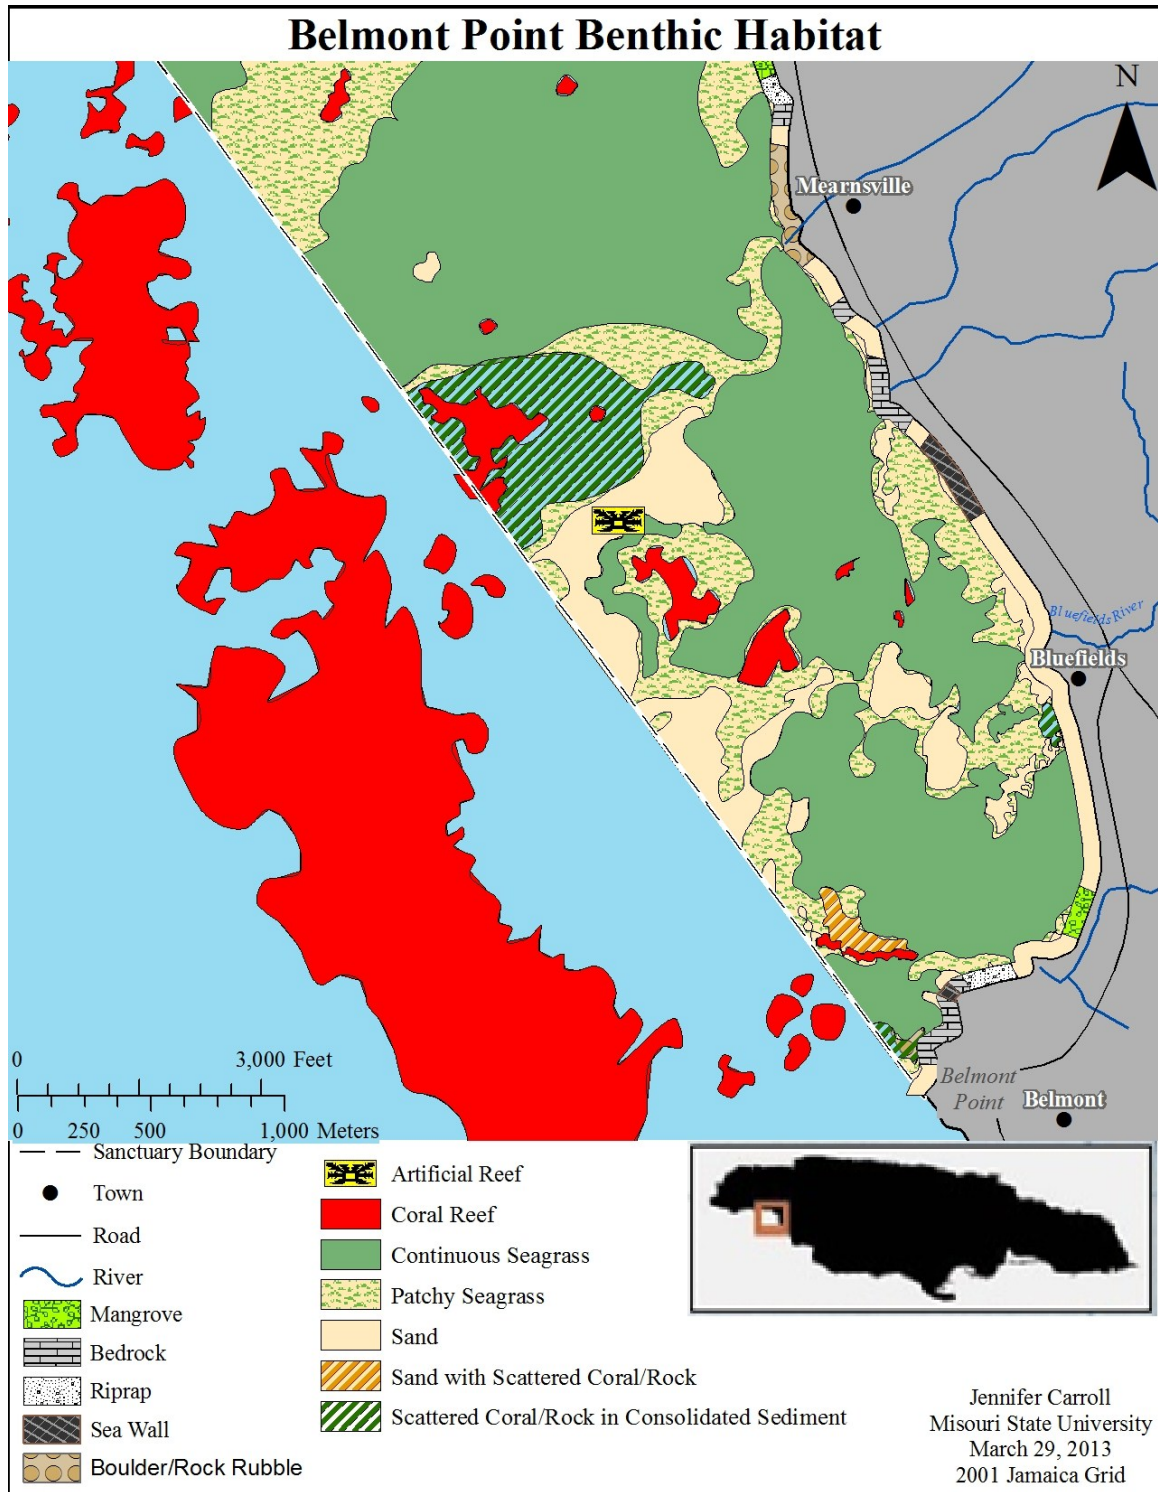 Belmont Point Benthic Habitat
N
Mearnsville
Bluefields River
Bluefields
Belmont
Point
Belmont
0 3,000 Feet
0 250 500 1,000 Meters
Sanctuary Boundary
Town
Road
River
Mangrove
Bedrock
Riprap
Sea Wall
Boulder/Rock Rubble
Artificial Reef
Coral Reef
Continuous Seagrass
Patchy Seagrass
Sand
Sand with Scattered Coral/Rock
Scattered Coral/Rock in Consolidated Sediment
Jennifer Carroll
Misouri State University
March 29, 2013
2001 Jamaica Grid